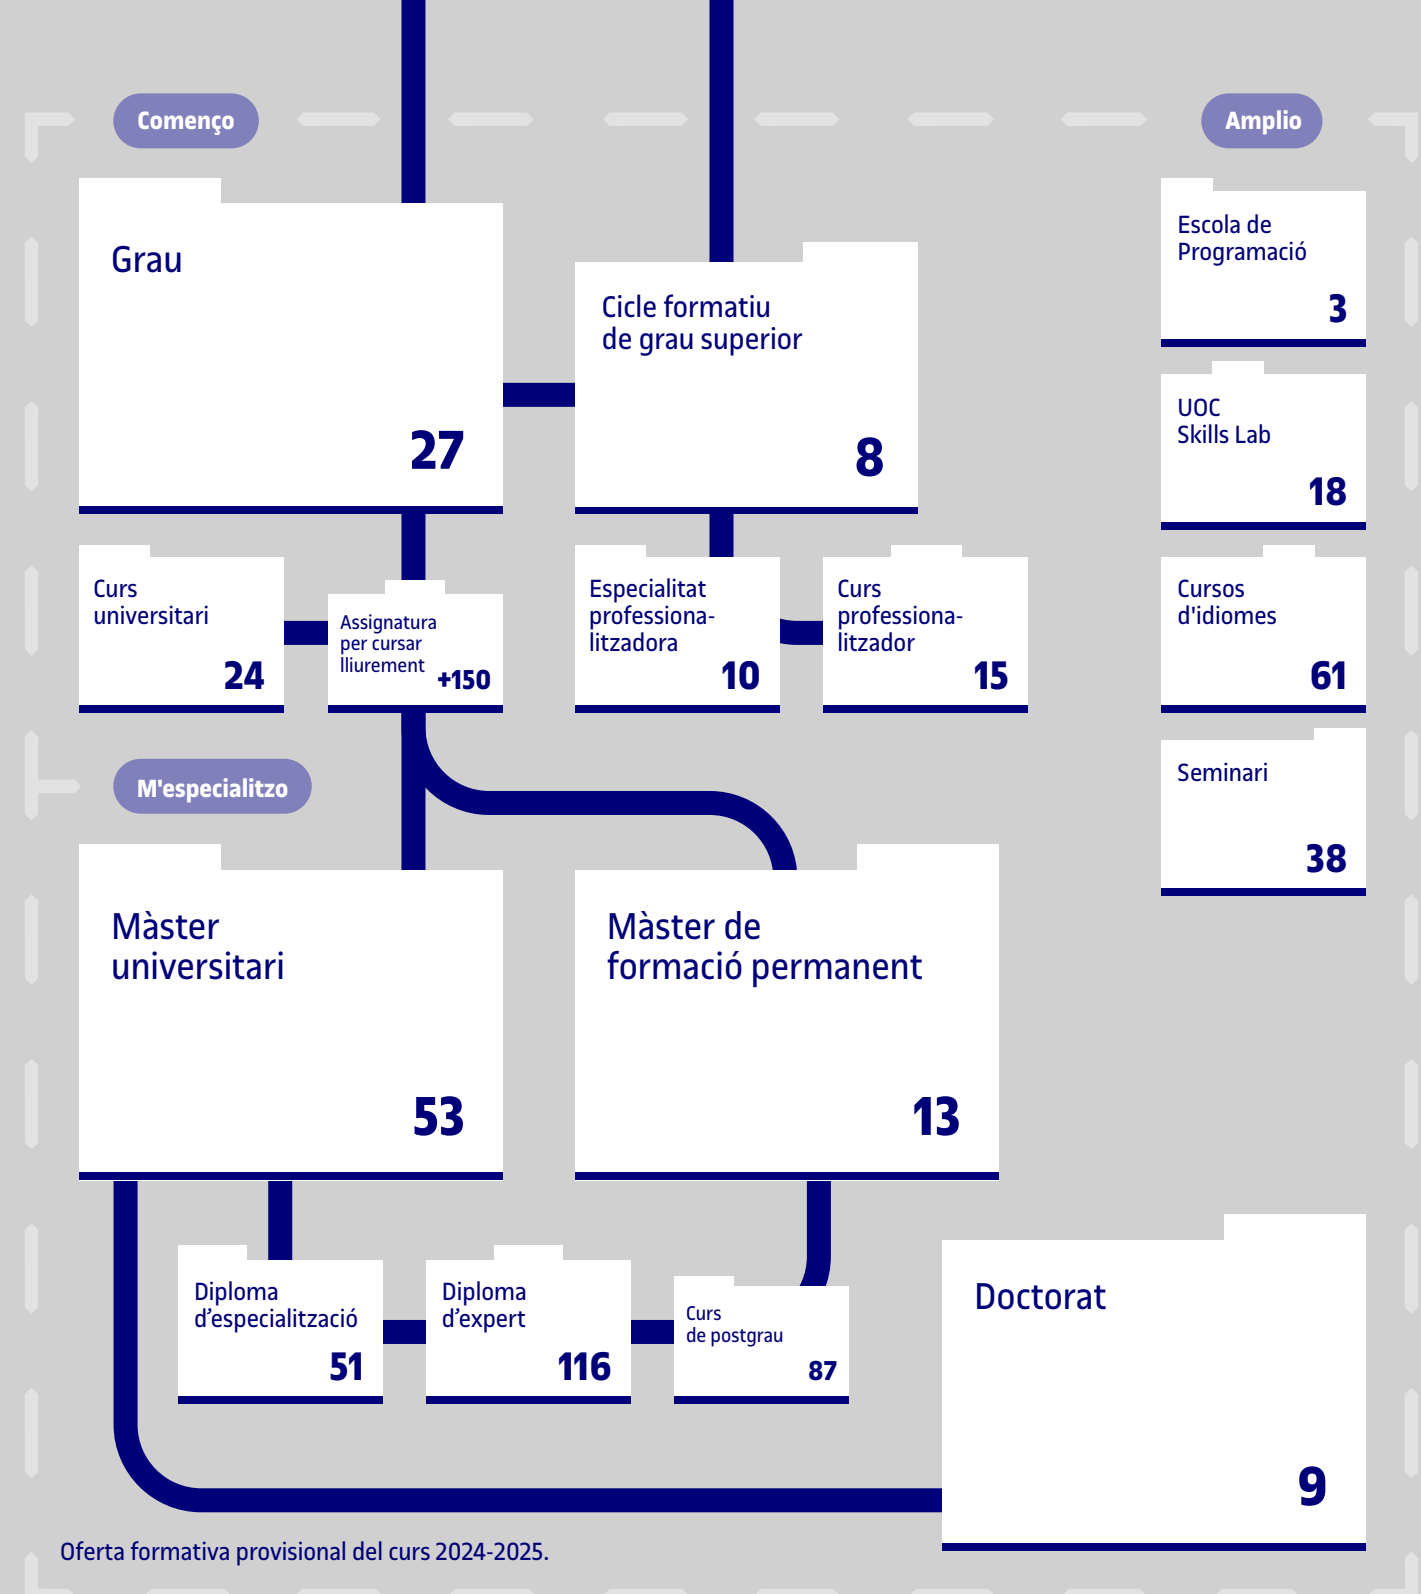 Començo
Amplio
Grau
27
Cicle formatiu
de grau superior
8
Escola de
Programació
3
UOC
Skills Lab
18
Curs
universitari
24
Assignatura
per cursar
lliurement
+150
Especialitat
professiona-
litzadora
10
Curs
professiona-
litzador
15
Cursos
d'idiomes
61
Seminari
38
M'especialitzo
Màster
universitari
53
Màster de
formació permanent
13
Diploma
d’especialització
51
Diploma
d’expert
116
Curs
de postgrau
87
Doctorat
9
Oferta formativa provisional del curs 2024-2025.